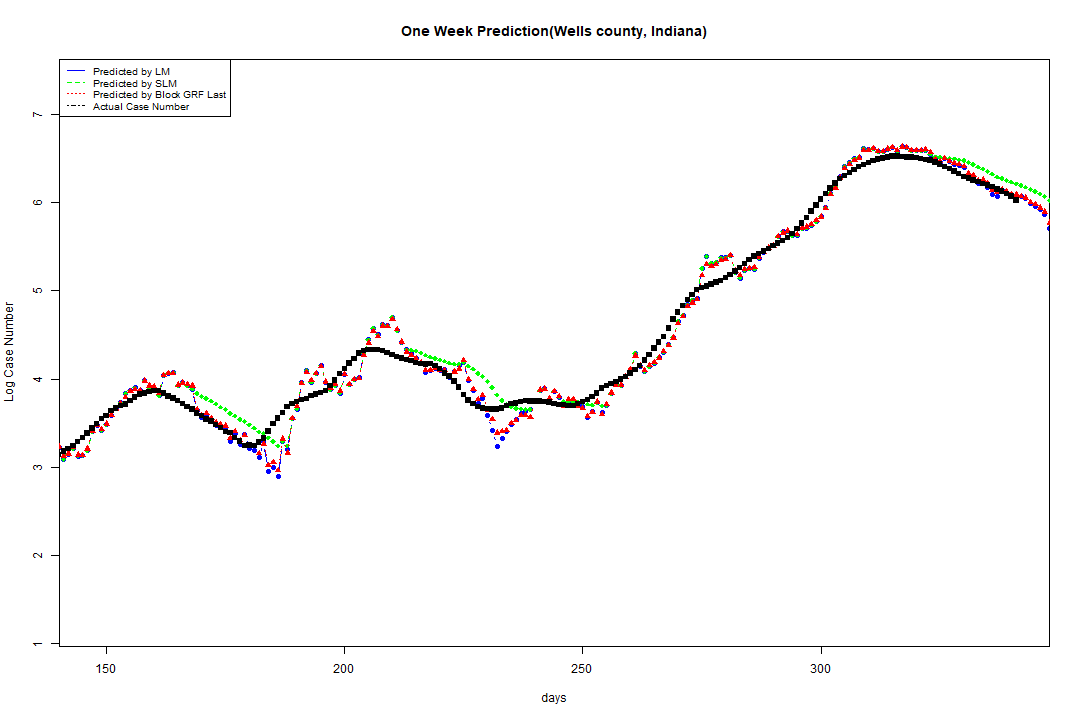 One Week Prediction(Wells county, Indiana)
Predicted by LM
Predicted by SLM
Predicted by Block GRF Last
Actual Case Number
Log Case Number
7
6
5
4
3
2
1
150
200
250
300
days